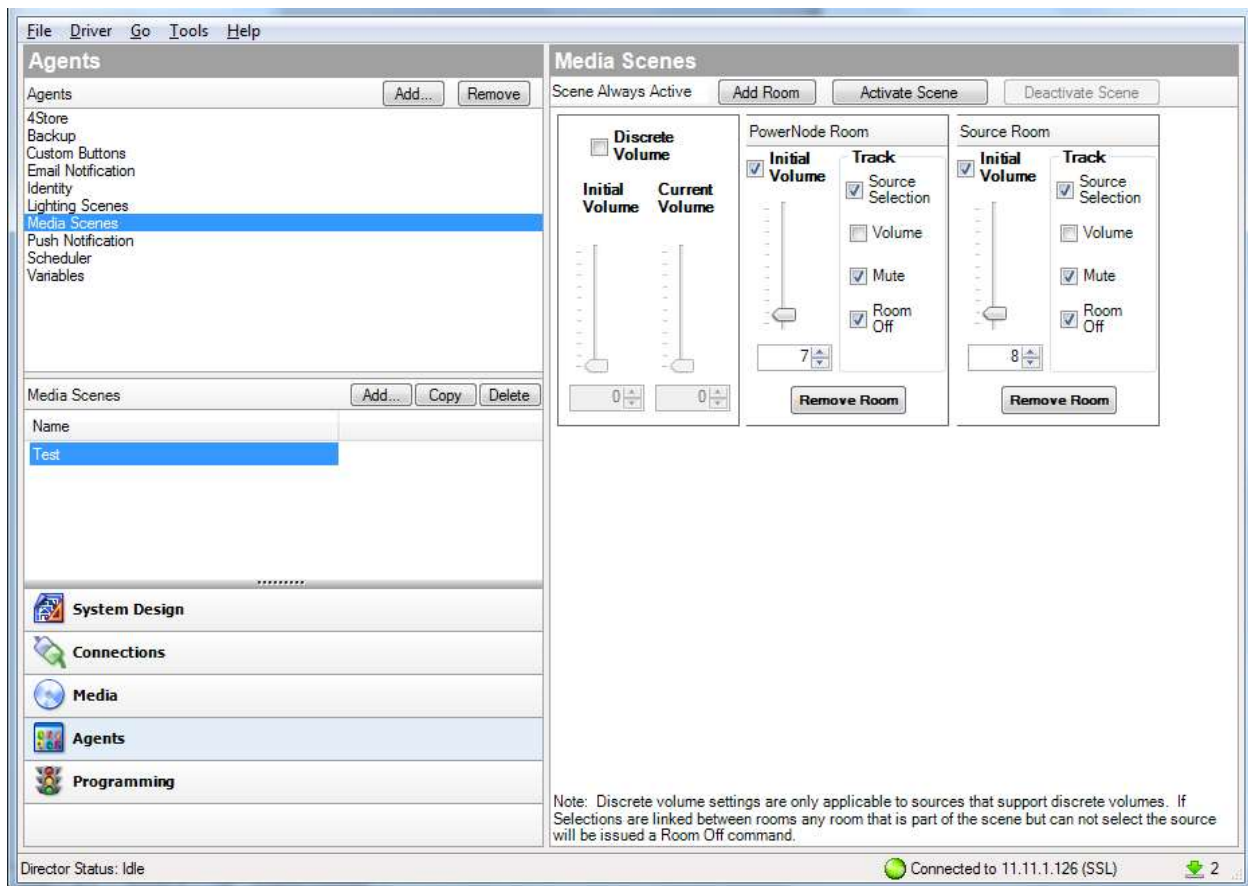 File Driver Go Tools Help
Agents
Agents Add... Remove
4Store
Backup
Custom Buttons
Email Notification
Identity
Lighting Scenes
Media Scenes
Push Notification
Scheduler
Variables
Media Scenes Add... Copy Delete
Name
Test
System Design
Connections
Media
Agents
Programming
Media Scenes
Scene Always Active Add Room Activate Scene Deactivate Scene
Discrete
Volume
Initial Current
Volume Volume
0 0
PowerNode Room
Initial
Volume
Track
Source
Selection
Volume
Mute
Room
Off
7
Remove Room
Source Room
Initial
Volume
Track
Source
Selection
Volume
Mute
Room
Off
8
Remove Room
Note: Discrete volume settings are only applicable to sources that support discrete volumes. If
Selections are linked between rooms any room that is part of the scene but can not select the source
will be issued a Room Off command.
Director Status: Idle Connected to 11.11.1.126 (SSL) 2